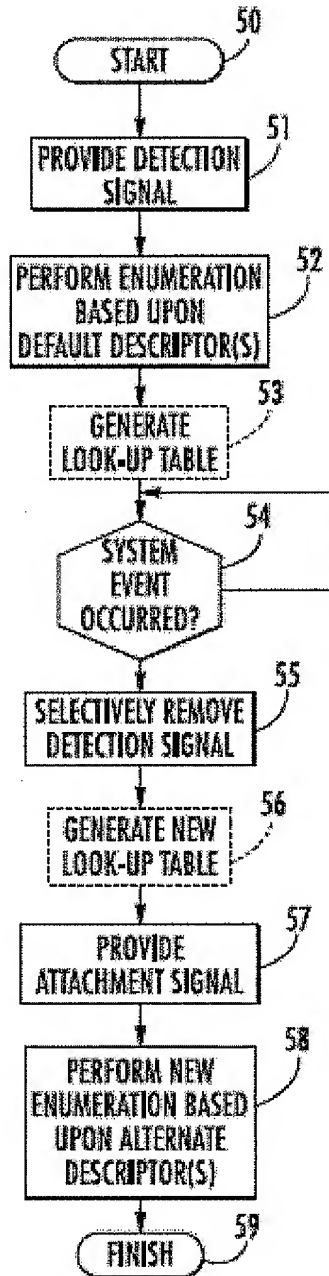 50
START
51
PROVIDE DETECTION
SIGNAL
52
PERFORM ENUMERATION
BASED UPON
DEFAULT DESCRIPTOR(S)
53
GENERATE
LOOK-UP TABLE
54
SYSTEM
EVENT
OCCURRED?
55
SELECTIVELY REMOVE
DETECTION SIGNAL
56
GENERATE NEW
LOOK-UP TABLE
57
PROVIDE
ATTACHMENT SIGNAL
58
PERFORM NEW
ENUMERATION BASED
UPON ALTERNATE
DESCRIPTOR(S)
59
FINISH